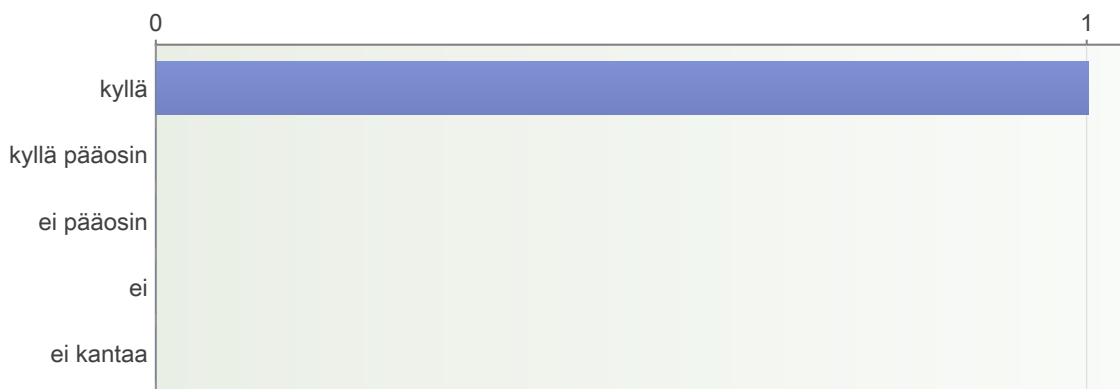 0 1
kyllä
kyllä pääosin
ei pääosin
ei
ei kantaa